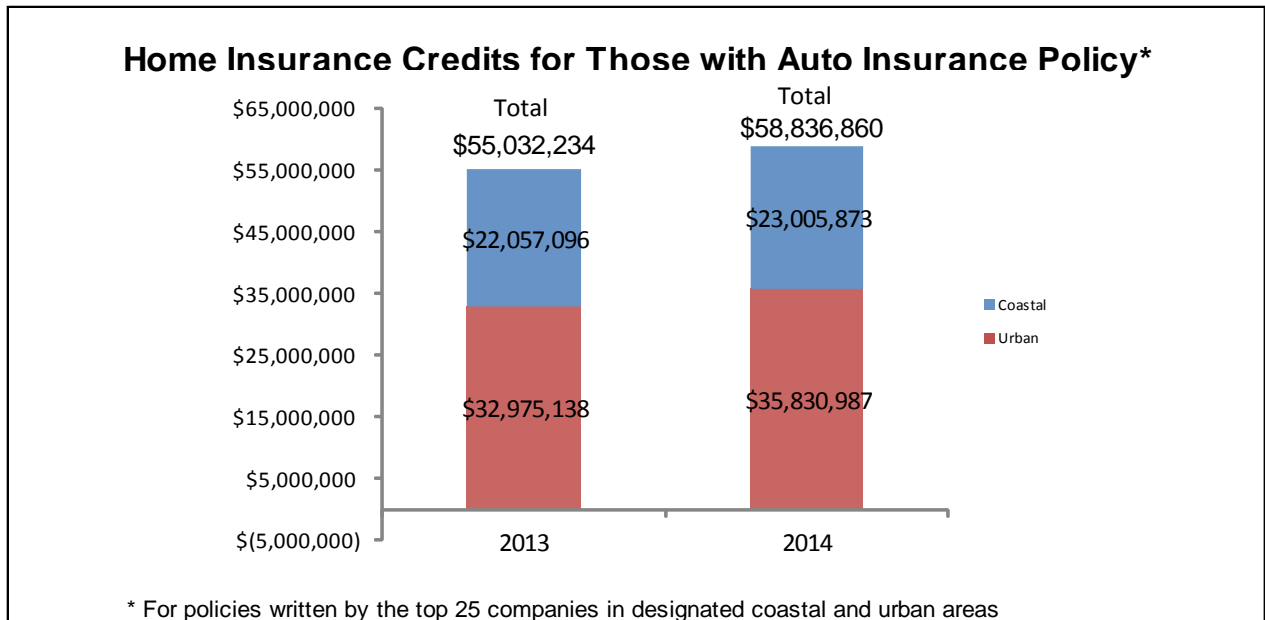 Home Insurance Credits for Those with Auto Insurance Policy*
$65,000,000
$55,000,000
$45,000,000
$35,000,000
$25,000,000
$15,000,000
$5,000,000
$(5,000,000)
Total
$55,032,234
$22,057,096
$32,975,138
2013
Total
$58,836,860
$23,005,873
$35,830,987
2014
Coastal
Urban
* For policies written by the top 25 companies in designated coastal and urban areas